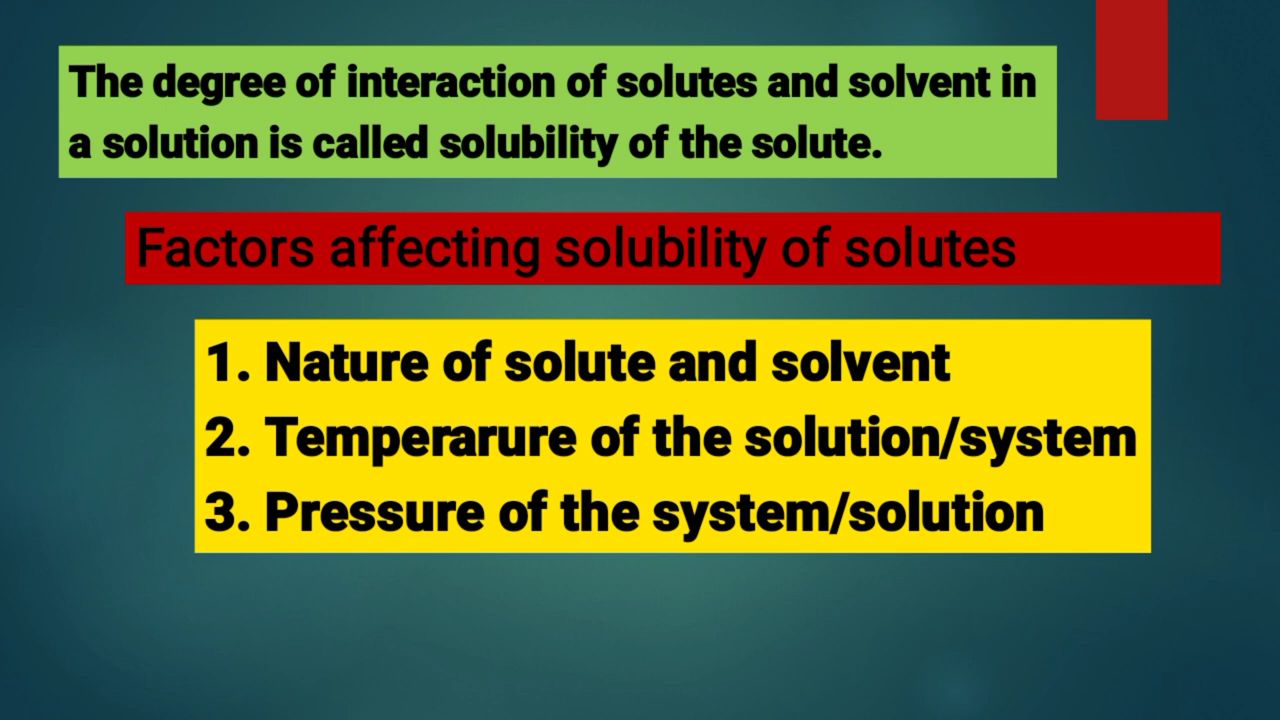 The degree of interaction of solutes and solvent in
a solution is called solubility of the solute.
Factors affecting solubility of solutes
1. Nature of solute and solvent
2. Temperarure of the solution/system
3. Pressure of the system/solution